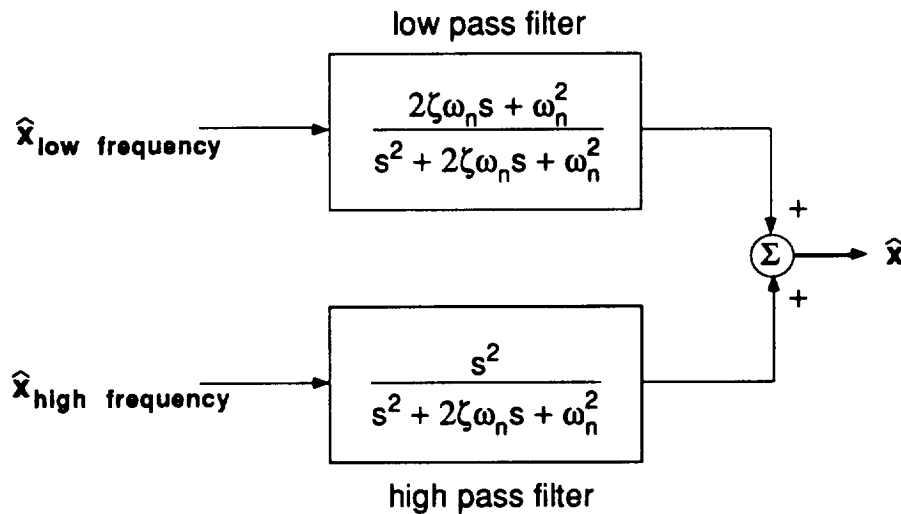 low pass filter
x̂ low frequency
2ζωₙs + ωₙ²
s² + 2ζωₙs + ωₙ²
+
Σ
x̂
+
x̂ high frequency
s²
s² + 2ζωₙs + ωₙ²
high pass filter